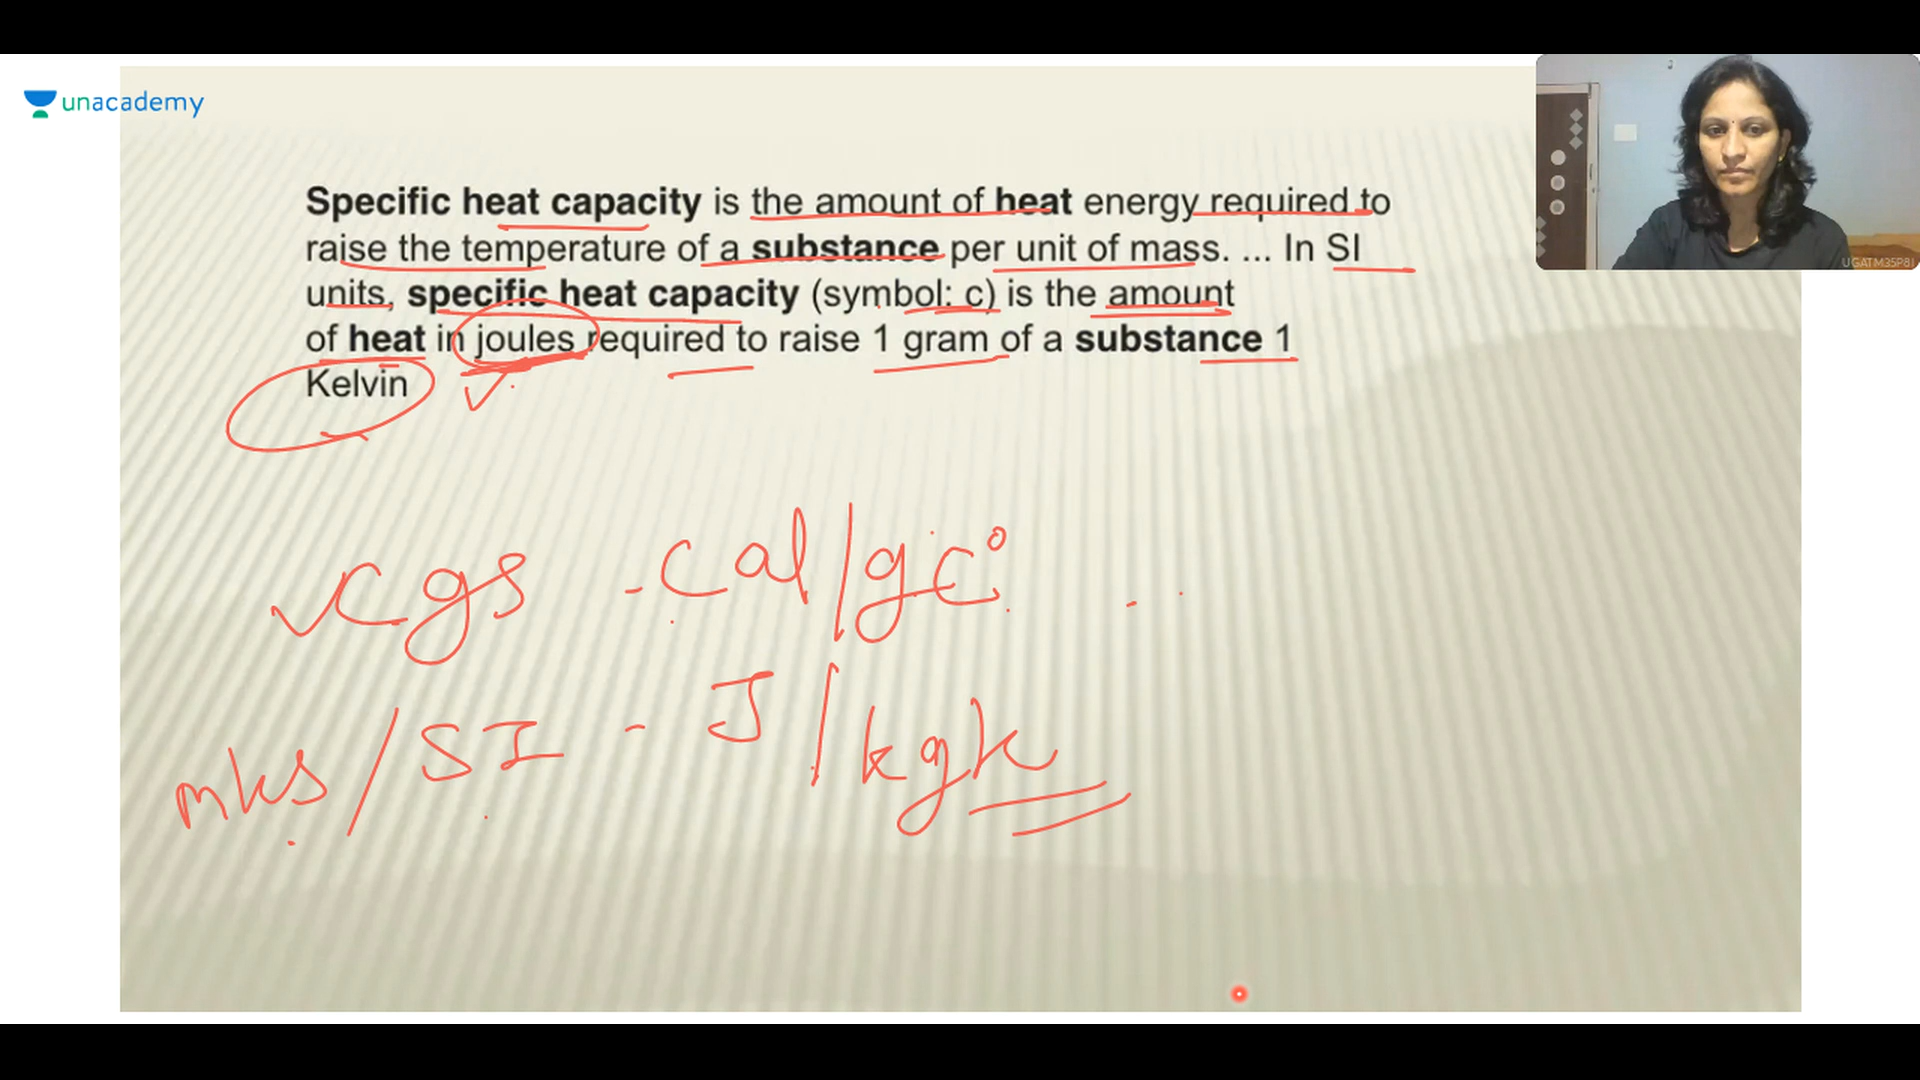 unacademy
Specific heat capacity is the amount of heat energy required to
raise the temperature of a substance per unit of mass. ... In SI
units, specific heat capacity (symbol: c) is the amount
of heat in joules required to raise 1 gram of a substance 1
Kelvin
cgs - cal/gc°
mks/SI - J/kgk
UGATM35P8I